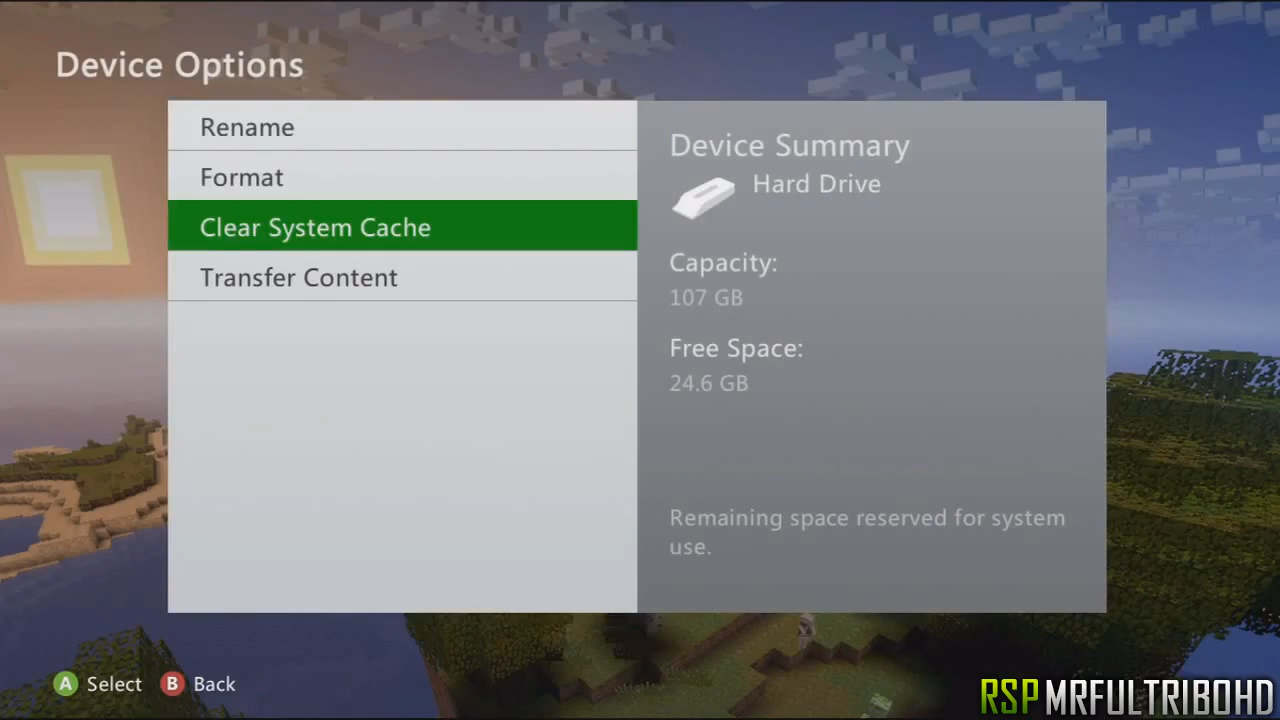 Device Options
Rename
Format
Clear System Cache
Transfer Content
Device Summary
Hard Drive
Capacity:
107 GB
Free Space:
24.6 GB
Remaining space reserved for system
use.
A Select B Back
RSP MRFULTRIBOHD